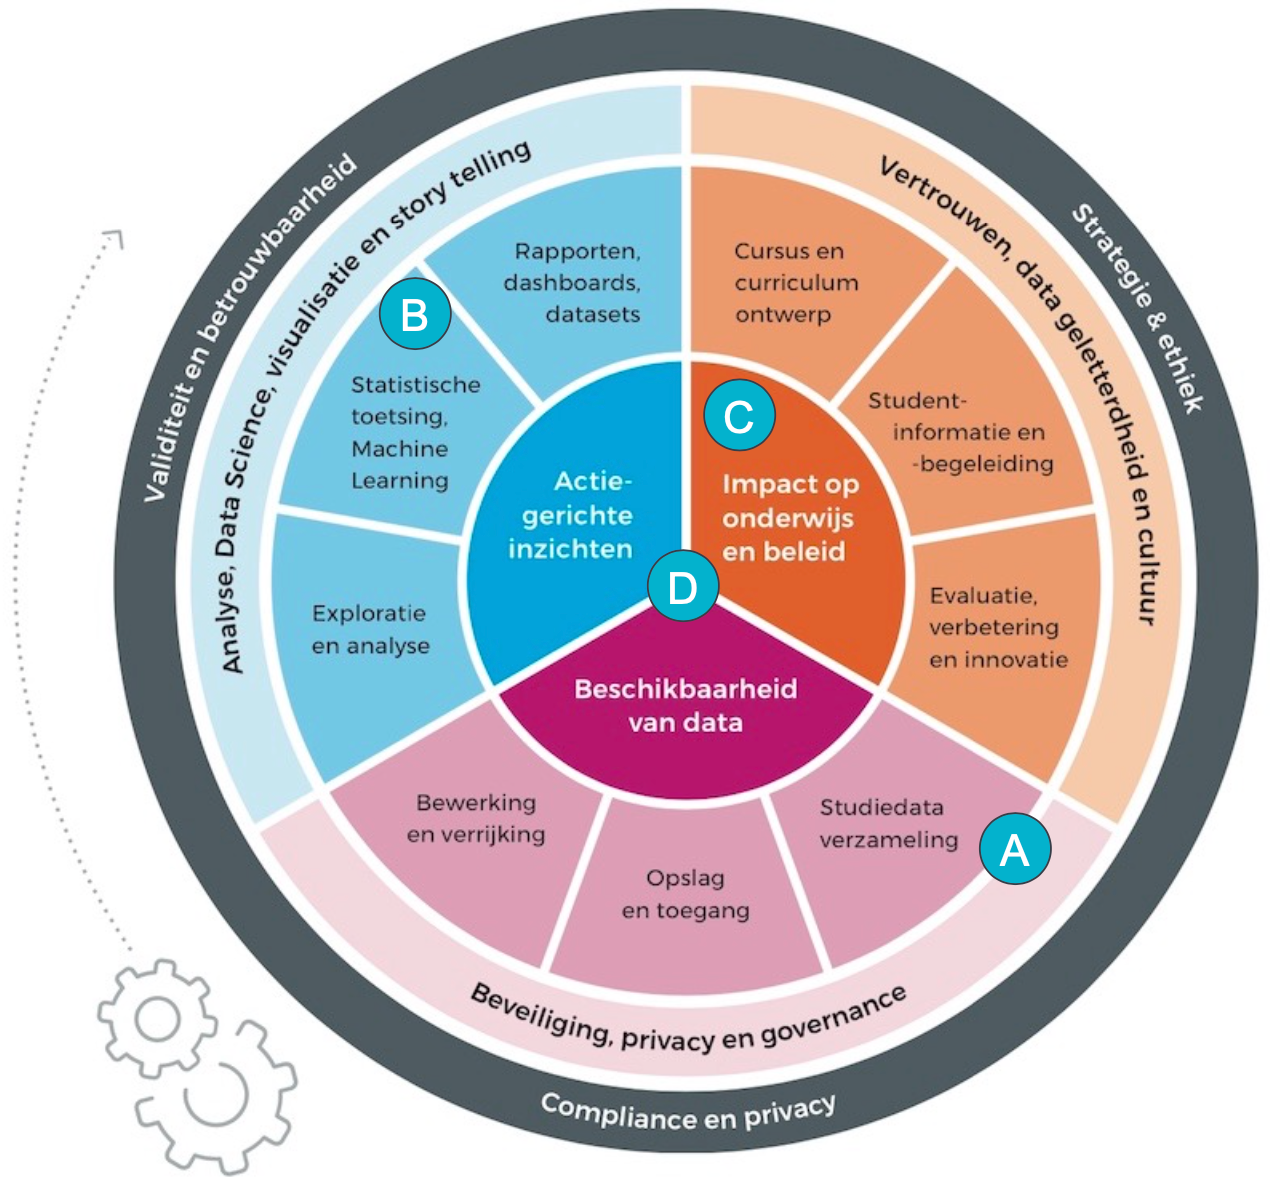 Validiteit en betrouwbaarheid
Strategie & ethiek
Compliance en privacy
Analyse, Data Science, visualisatie en story telling
Vertrouwen, data geletterdheid en cultuur
Beveiliging, privacy en governance
Rapporten,
dashboards,
datasets
Cursus en
curriculum
ontwerp
B
Statistische
toetsing,
Machine
Learning
Student-
informatie en
-begeleiding
C
Actie-
gerichte
inzichten
Impact op
onderwijs
en beleid
D
Exploratie
en analyse
Evaluatie,
verbetering
en innovatie
Beschikbaarheid
van data
Bewerking
en verrijking
Opslag
en toegang
Studiedata
verzameling
A